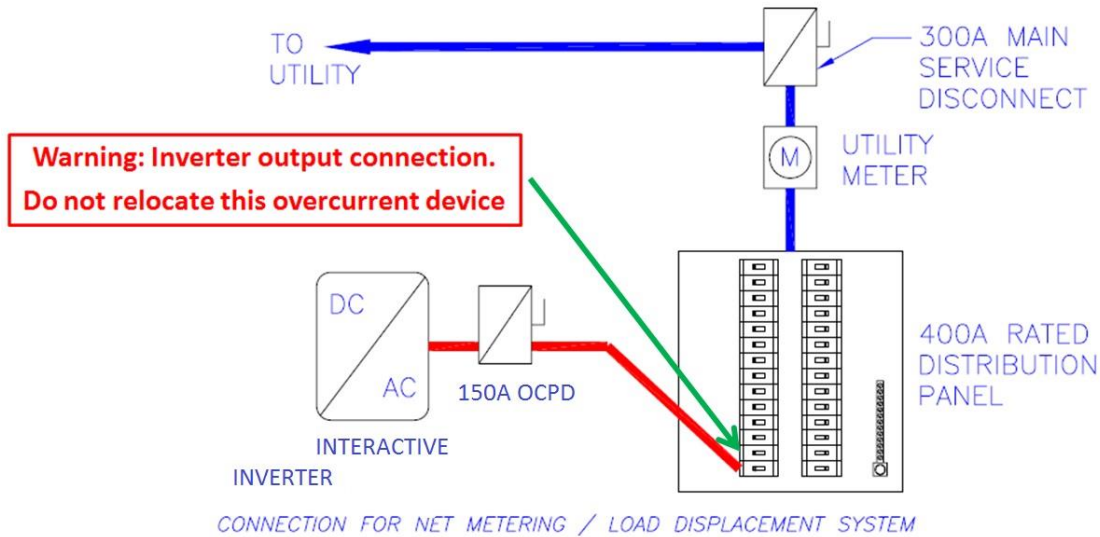 TO
UTILITY
300A MAIN
SERVICE
DISCONNECT
Warning: Inverter output connection.
Do not relocate this overcurrent device
M
UTILITY
METER
DC
AC
150A OCPD
400A RATED
DISTRIBUTION
PANEL
INTERACTIVE
INVERTER
CONNECTION FOR NET METERING / LOAD DISPLACEMENT SYSTEM